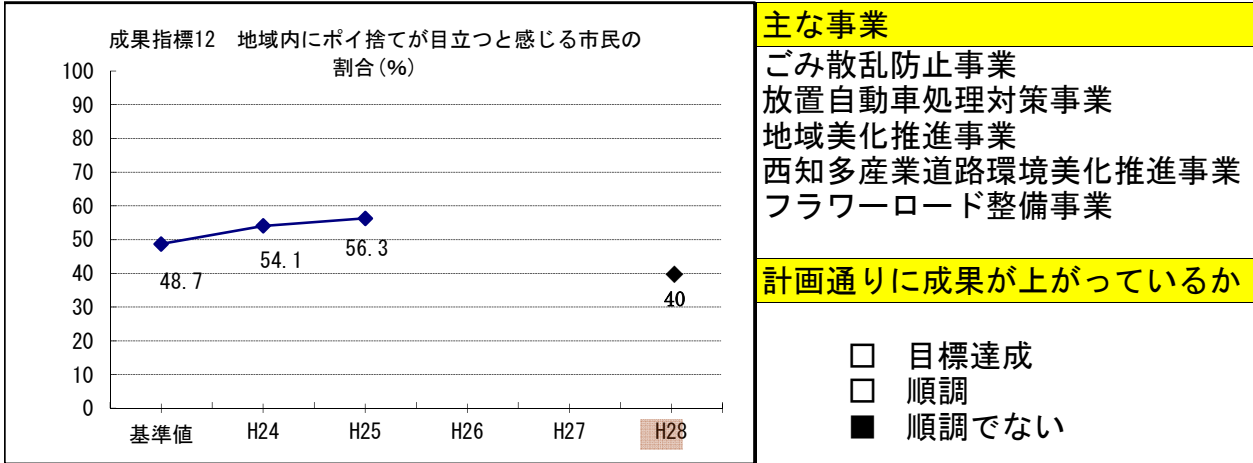 成果指標12 地域内にポイ捨てが目立つと感じる市民の
割合(%)
100
90
80
70
60
50
40
30
20
10
0
48.7
54.1
56.3
40
基準値 H24 H25 H26 H27 H28
主な事業
ごみ散乱防止事業
放置自動車処理対策事業
地域美化推進事業
西知多産業道路環境美化推進事業
フラワーロード整備事業
計画通りに成果が上がっているか
□ 目標達成
□ 順調
■ 順調でない